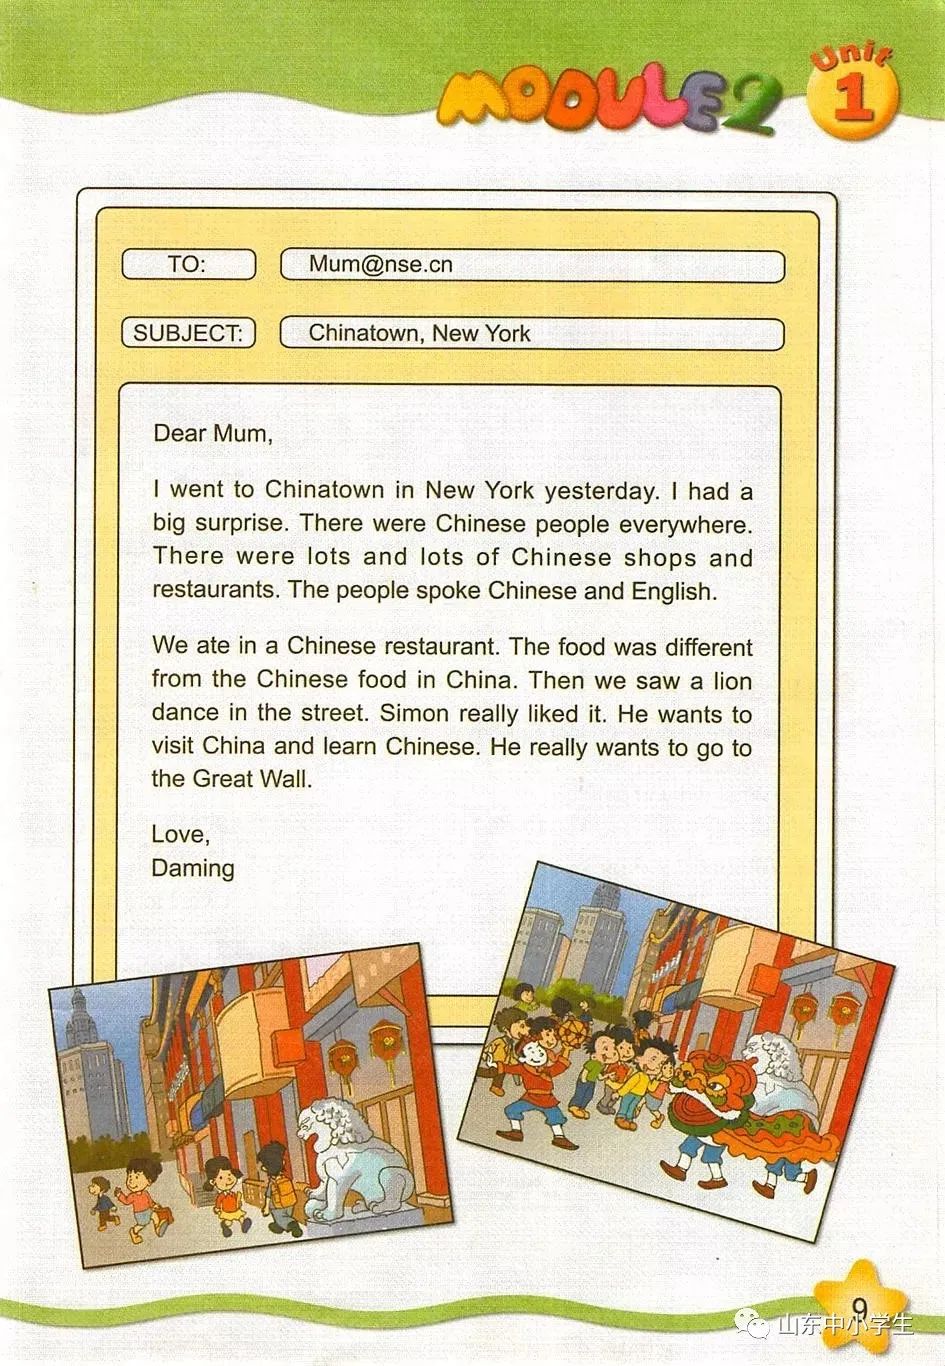 MODULE 2
Unit 1
TO: Mum@nse.cn
SUBJECT: Chinatown, New York
Dear Mum,
I went to Chinatown in New York yesterday. I had a
big surprise. There were Chinese people everywhere.
There were lots and lots of Chinese shops and
restaurants. The people spoke Chinese and English.
We ate in a Chinese restaurant. The food was different
from the Chinese food in China. Then we saw a lion
dance in the street. Simon really liked it. He wants to
visit China and learn Chinese. He really wants to go to
the Great Wall.
Love,
Daming
9
山东中小学生